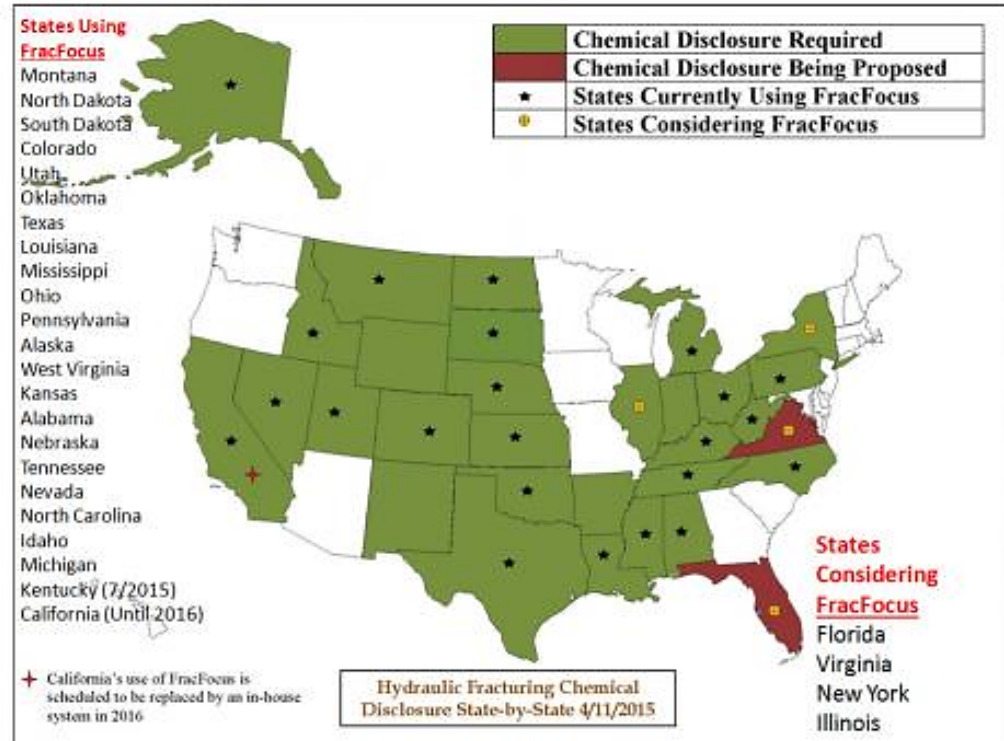 States Using
FracFocus
Montana
North Dakota
South Dakota
Colorado
Utah
Oklahoma
Texas
Louisiana
Mississippi
Ohio
Pennsylvania
Alaska
West Virginia
Kansas
Alabama
Nebraska
Tennessee
Nevada
North Carolina
Idaho
Michigan
Kentucky (7/2015)
California (Until 2016)
California's use of FracFocus is
scheduled to be replaced by an in-house
system in 2016
Chemical Disclosure Required
Chemical Disclosure Being Proposed
States Currently Using FracFocus
States Considering FracFocus
Hydraulic Fracturing Chemical
Disclosure State-by-State 4/11/2015
States
Considering
FracFocus
Florida
Virginia
New York
Illinois